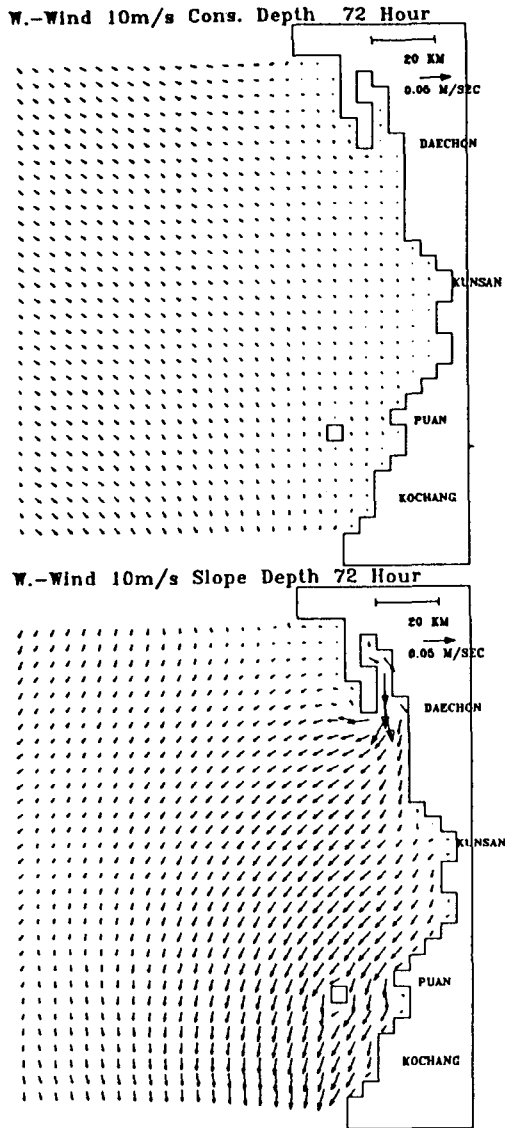 W.-Wind 10m/s Cons. Depth 72 Hour
20 KM
0.05 M/SEC
DAECHON
KUNSAN
PUAN
KOCHANG
W.-Wind 10m/s Slope Depth 72 Hour
20 KM
0.05 M/SEC
DAECHON
KUNSAN
PUAN
KOCHANG